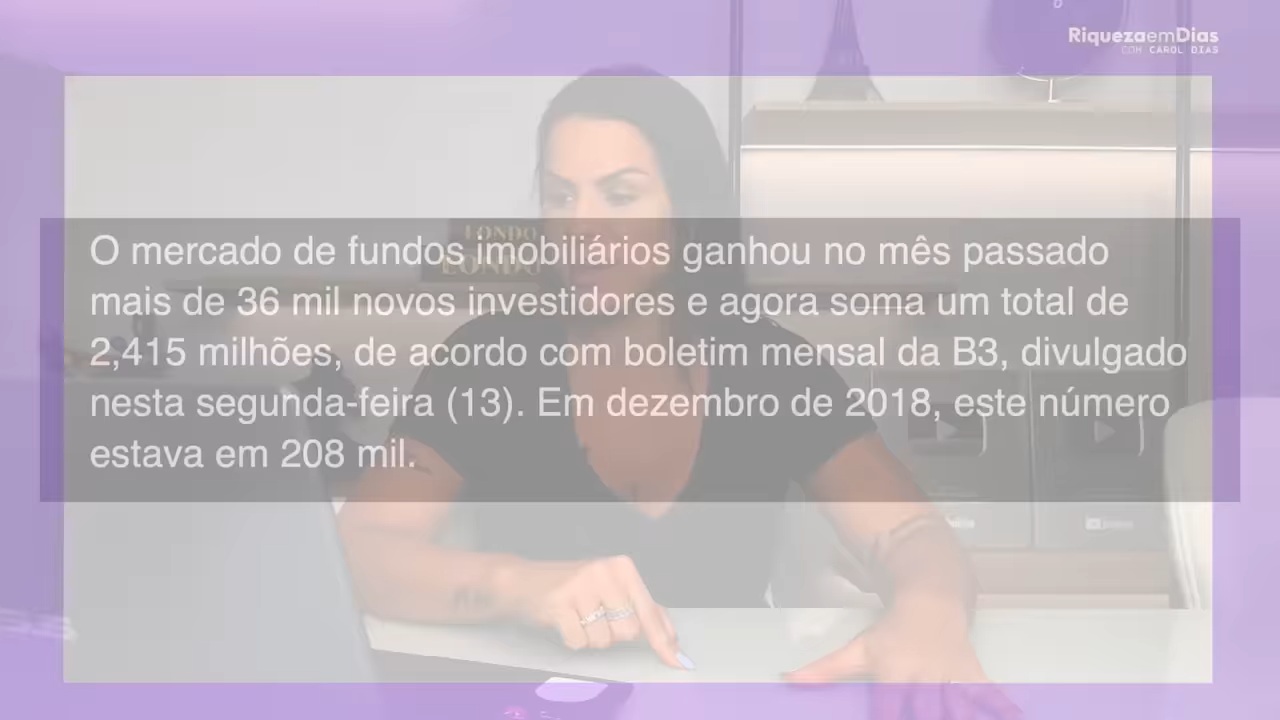 RiquezaemDias
COM CAROL DIAS
LONDO
LONDO
O mercado de fundos imobiliários ganhou no mês passado
mais de 36 mil novos investidores e agora soma um total de
2,415 milhões, de acordo com boletim mensal da B3, divulgado
nesta segunda-feira (13). Em dezembro de 2018, este número
estava em 208 mil.